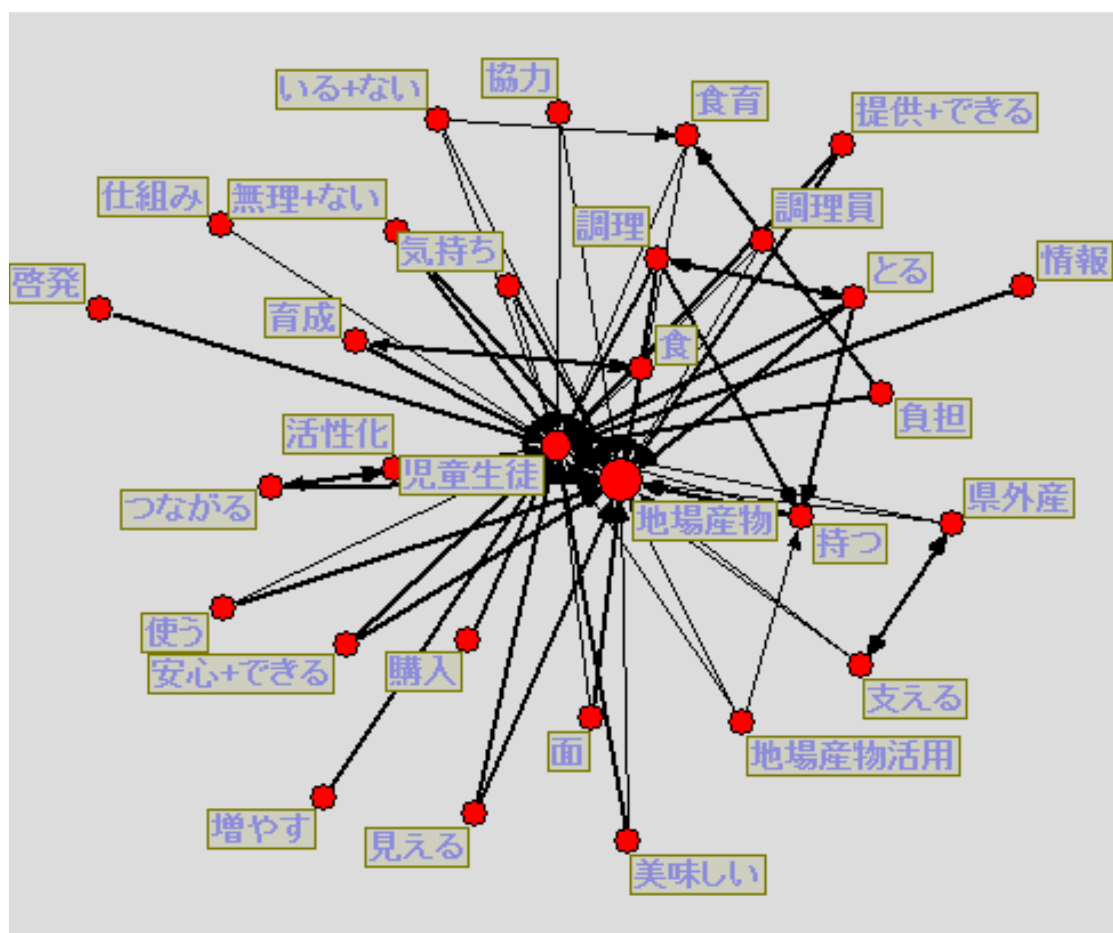 協力
いる+ない
食育
提供+できる
仕組み
無理+ない
調理員
調理
気持ち
情報
とる
啓発
育成
食
負担
活性化
児童生徒
つながる
県外産
地場産物
持つ
使う
安心+できる
購入
支える
面
地場産物活用
増やす
見える
美味しい